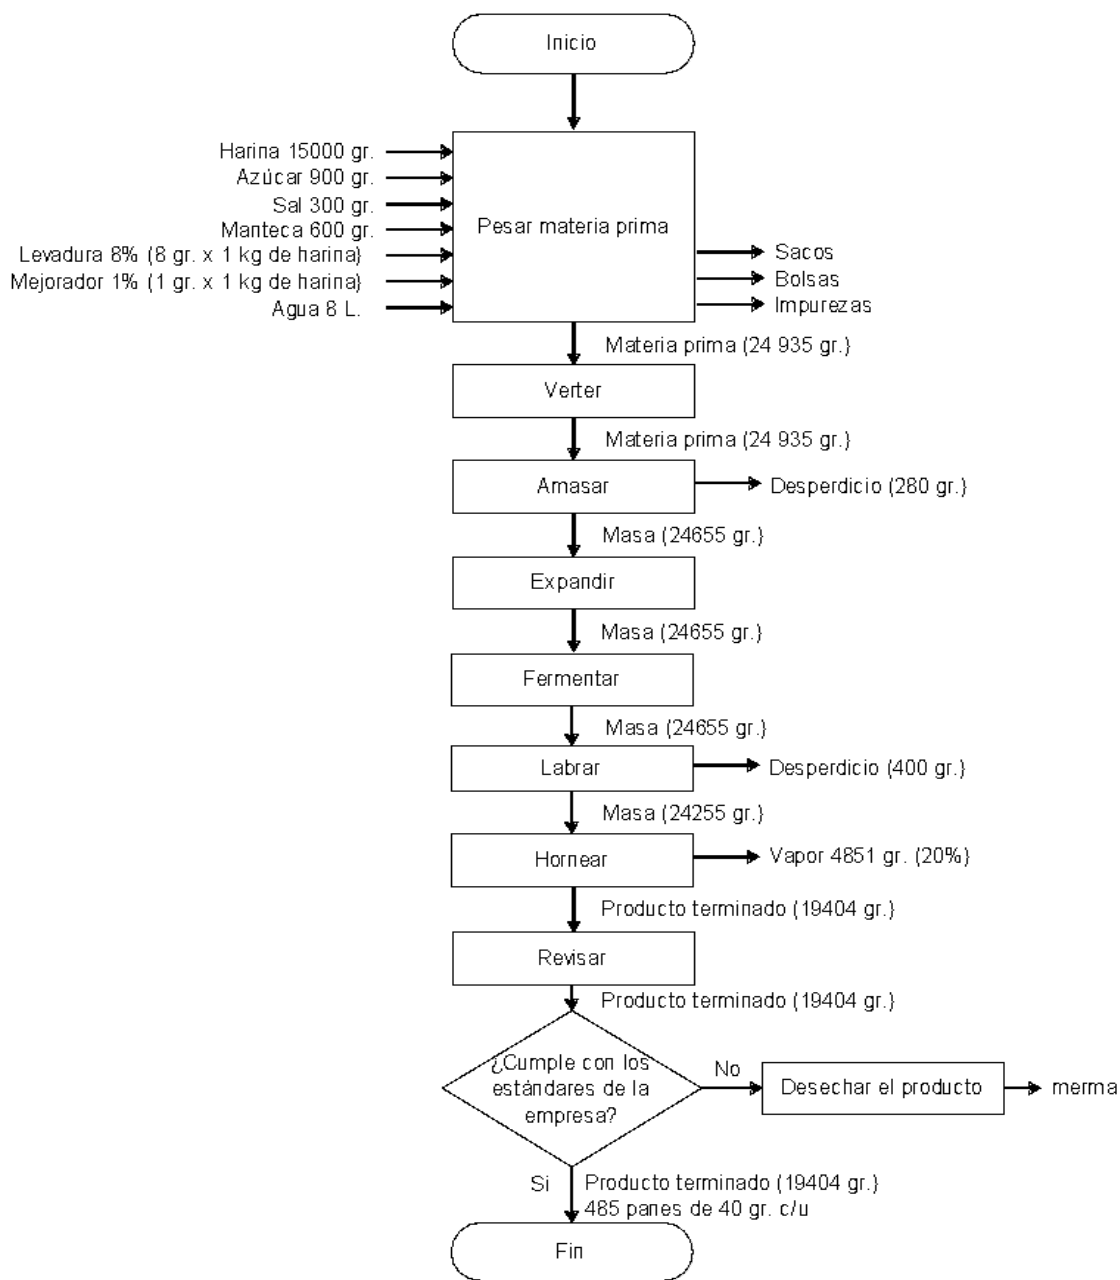 Inicio
Harina 15000 gr.
Azúcar 900 gr.
Sal 300 gr.
Manteca 600 gr.
Levadura 8% (8 gr. x 1 kg de harina)
Mejorador 1% (1 gr. x 1 kg de harina)
Agua 8 L.
Pesar materia prima
Sacos
Bolsas
Impurezas
Materia prima (24 935 gr.)
Verter
Materia prima (24 935 gr.)
Amasar
Desperdicio (280 gr.)
Masa (24655 gr.)
Expandir
Masa (24655 gr.)
Fermentar
Masa (24655 gr.)
Labrar
Desperdicio (400 gr.)
Masa (24255 gr.)
Hornear
Vapor 4851 gr. (20%)
Producto terminado (19404 gr.)
Revisar
Producto terminado (19404 gr.)
¿Cumple con los
estándares de la
empresa?
No
Desechar el producto
merma
Si
Producto terminado (19404 gr.)
485 panes de 40 gr. c/u
Fin